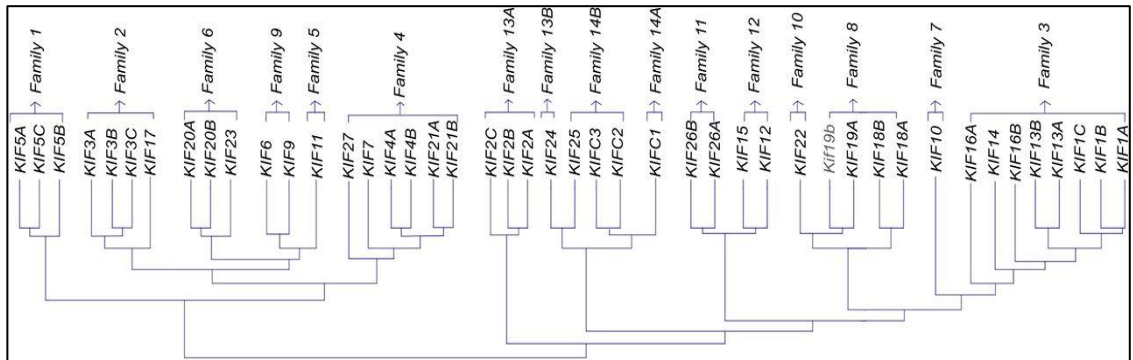 Family 1
Family 2
Family 6
Family 9
Family 5
Family 4
Family 13A
Family 13B
Family 14B
Family 14A
Family 11
Family 12
Family 10
Family 8
Family 7
Family 3
KIF5A
KIF5C
KIF5B
KIF3A
KIF3B
KIF3C
KIF17
KIF20A
KIF20B
KIF23
KIF6
KIF9
KIF11
KIF27
KIF7
KIF4A
KIF4B
KIF21A
KIF21B
KIF2C
KIF2B
KIF2A
KIF24
KIF25
KIFC3
KIFC2
KIFC1
KIF26B
KIF26A
KIF15
KIF12
KIF22
Kif19b
KIF19A
KIF18B
KIF18A
KIF10
KIF16A
KIF14
KIF16B
KIF13B
KIF13A
KIF1C
KIF1B
KIF1A